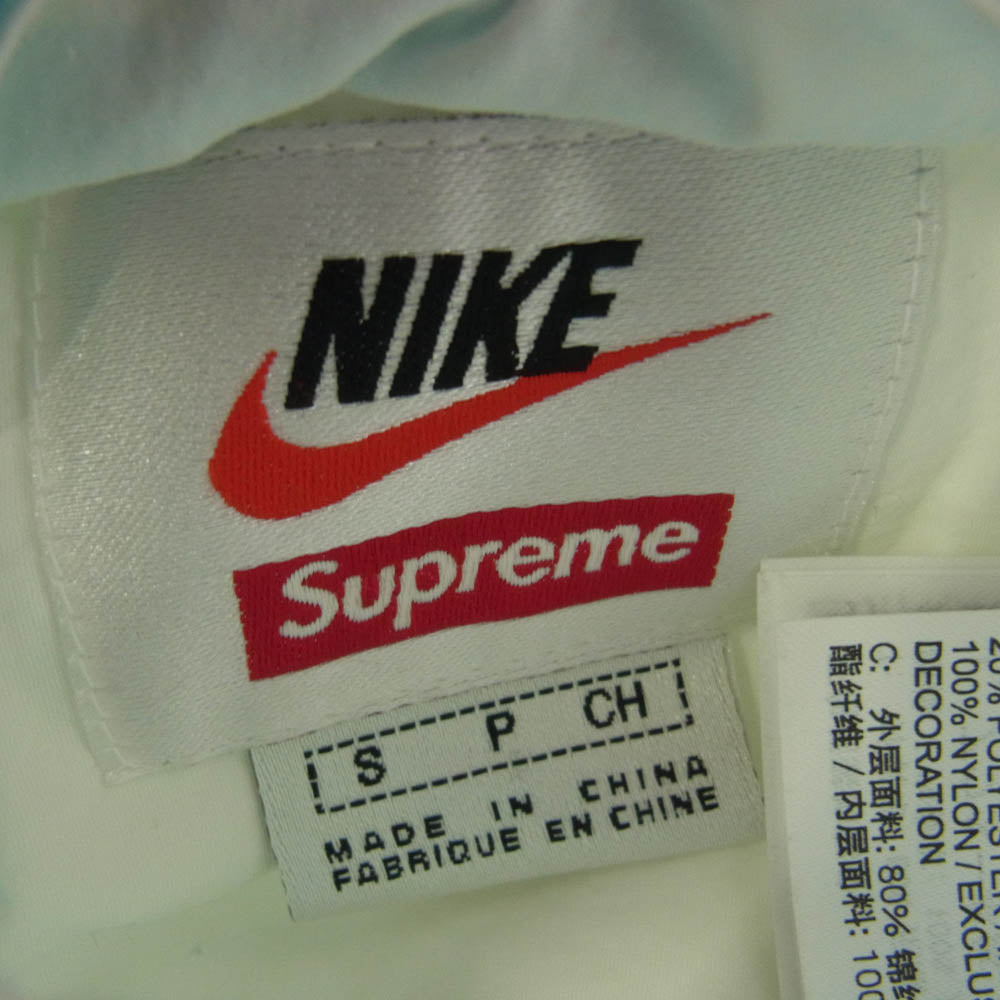 NIKE
Supreme
S P CH
MADE IN CHINA
FABRIQUE EN CHINE
100% NYLON / EXCLU
DECORATION
C: 外层面料: 80% 锦
酯纤维 / 内层面料: 100